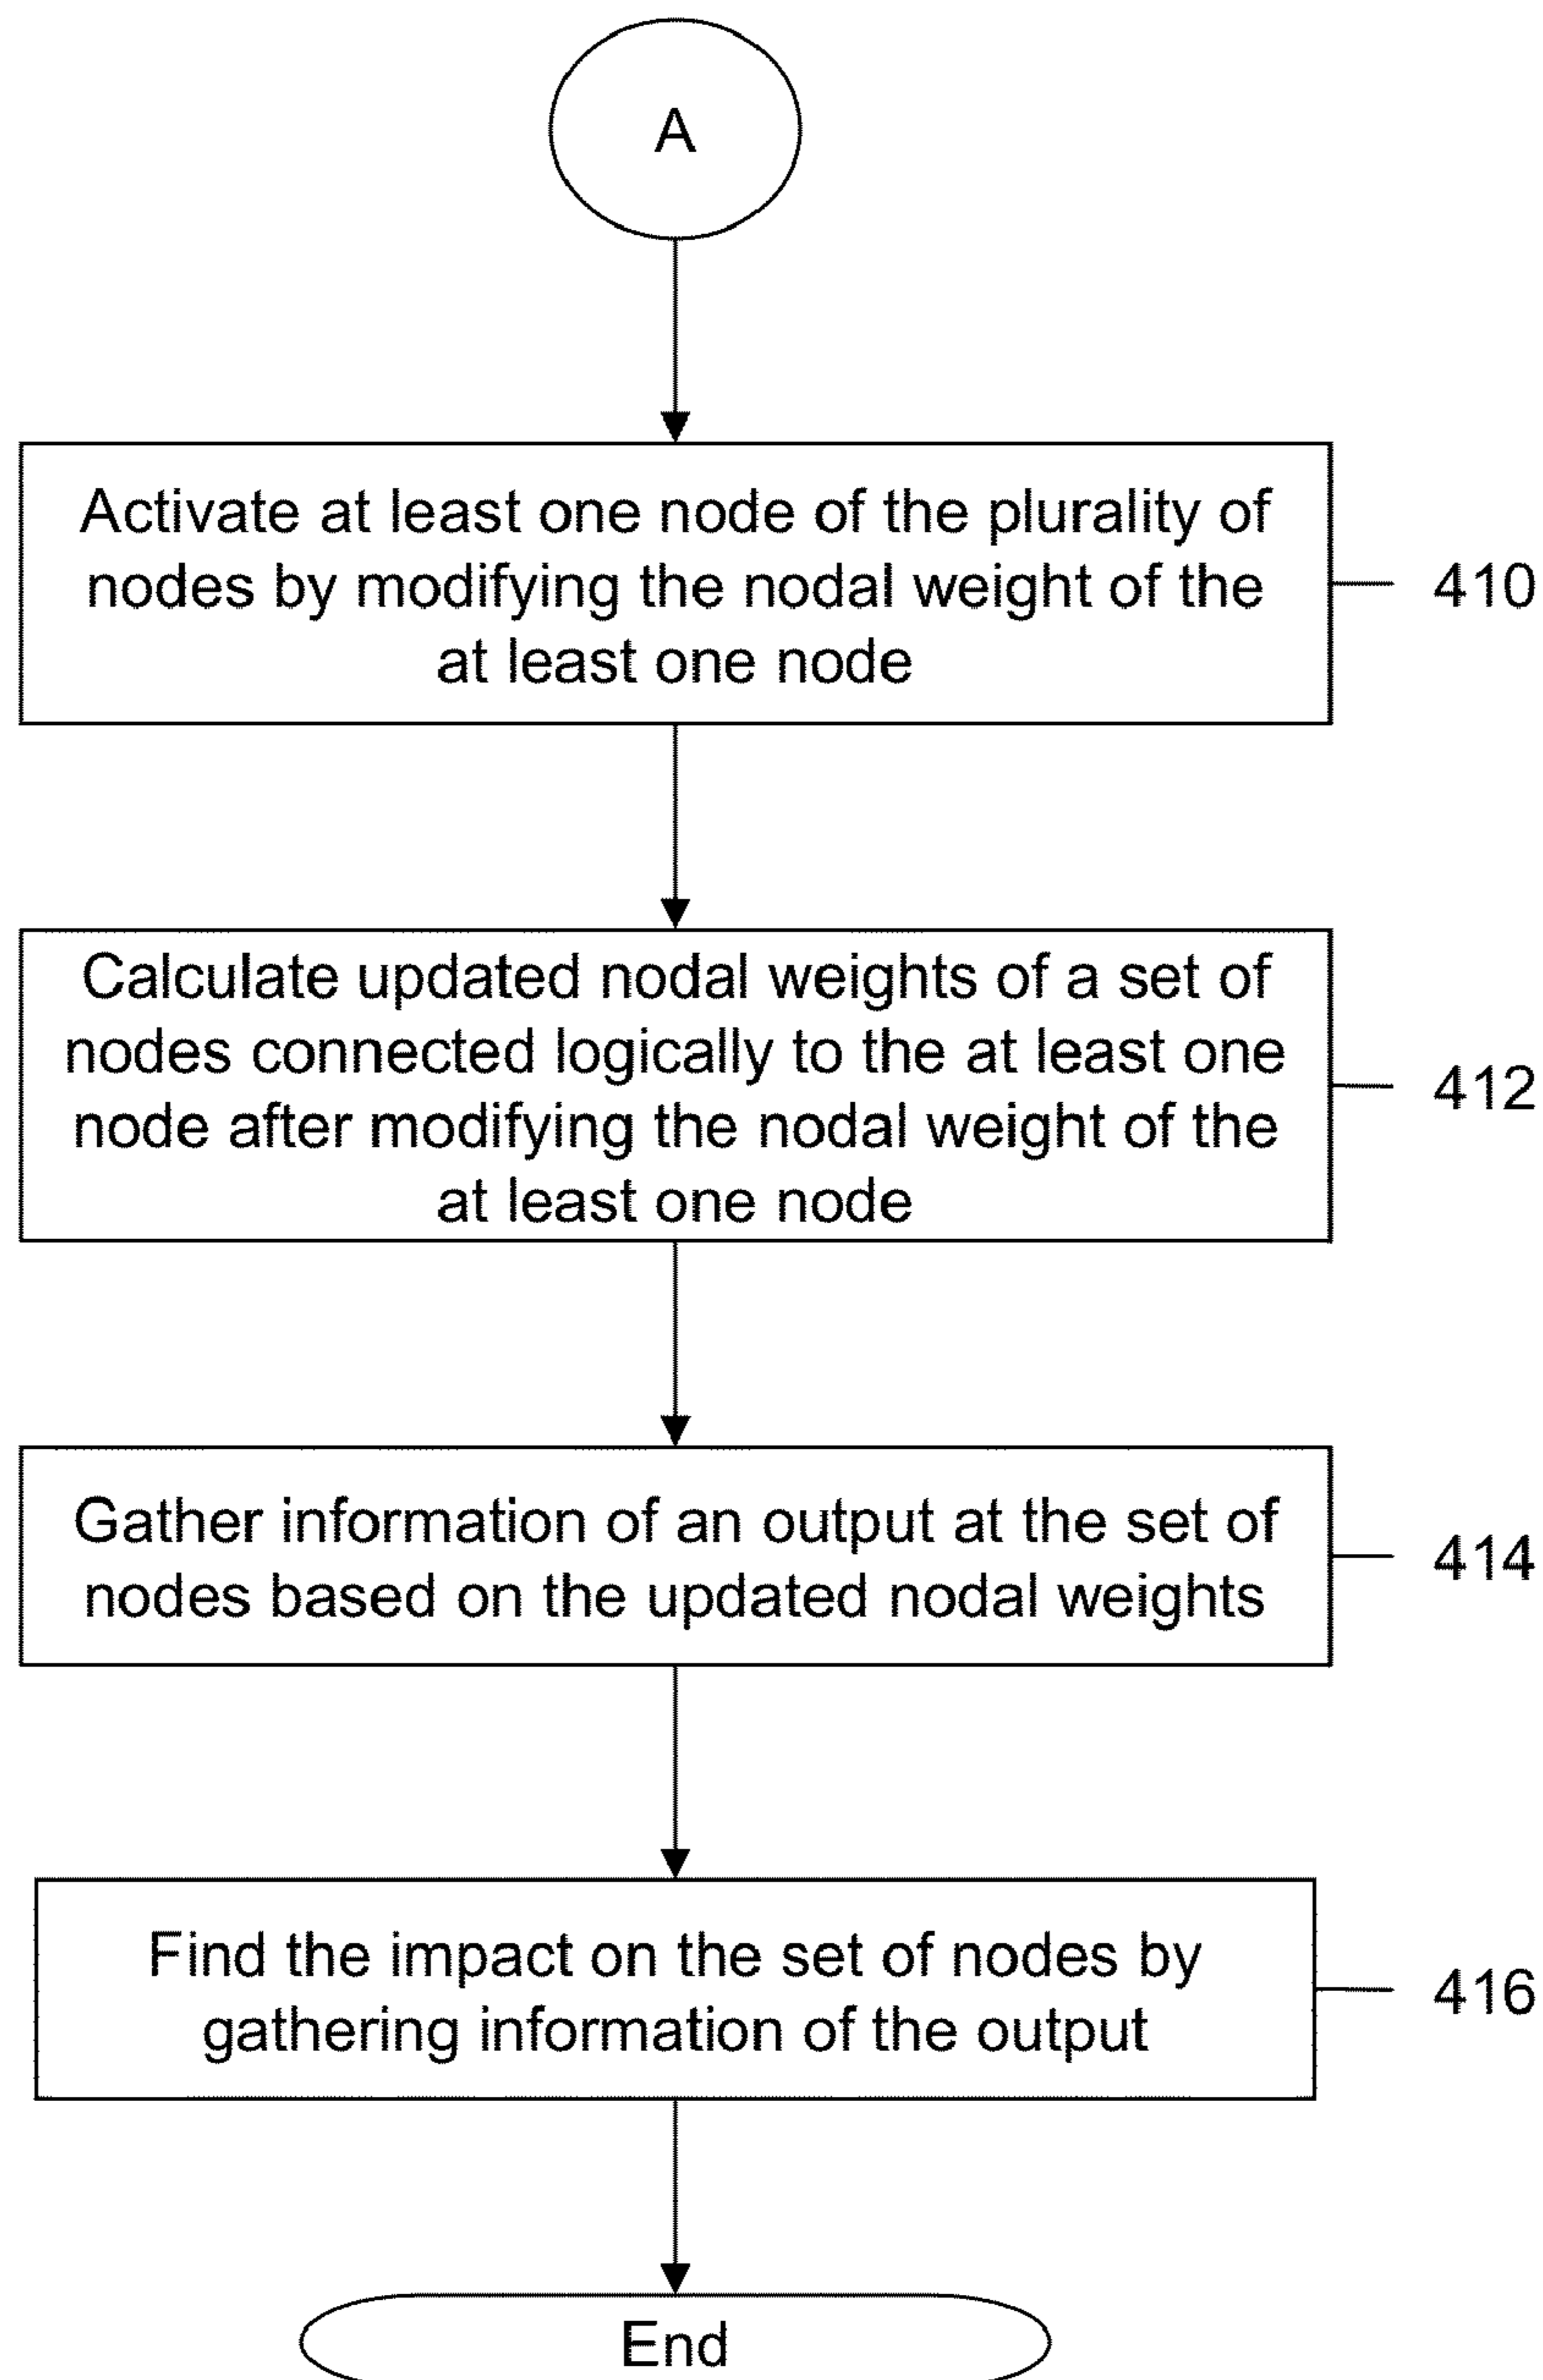 A
Activate at least one node of the plurality of
nodes by modifying the nodal weight of the
at least one node
410
Calculate updated nodal weights of a set of
nodes connected logically to the at least one
node after modifying the nodal weight of the
at least one node
412
Gather information of an output at the set of
nodes based on the updated nodal weights
414
Find the impact on the set of nodes by
gathering information of the output
416
End